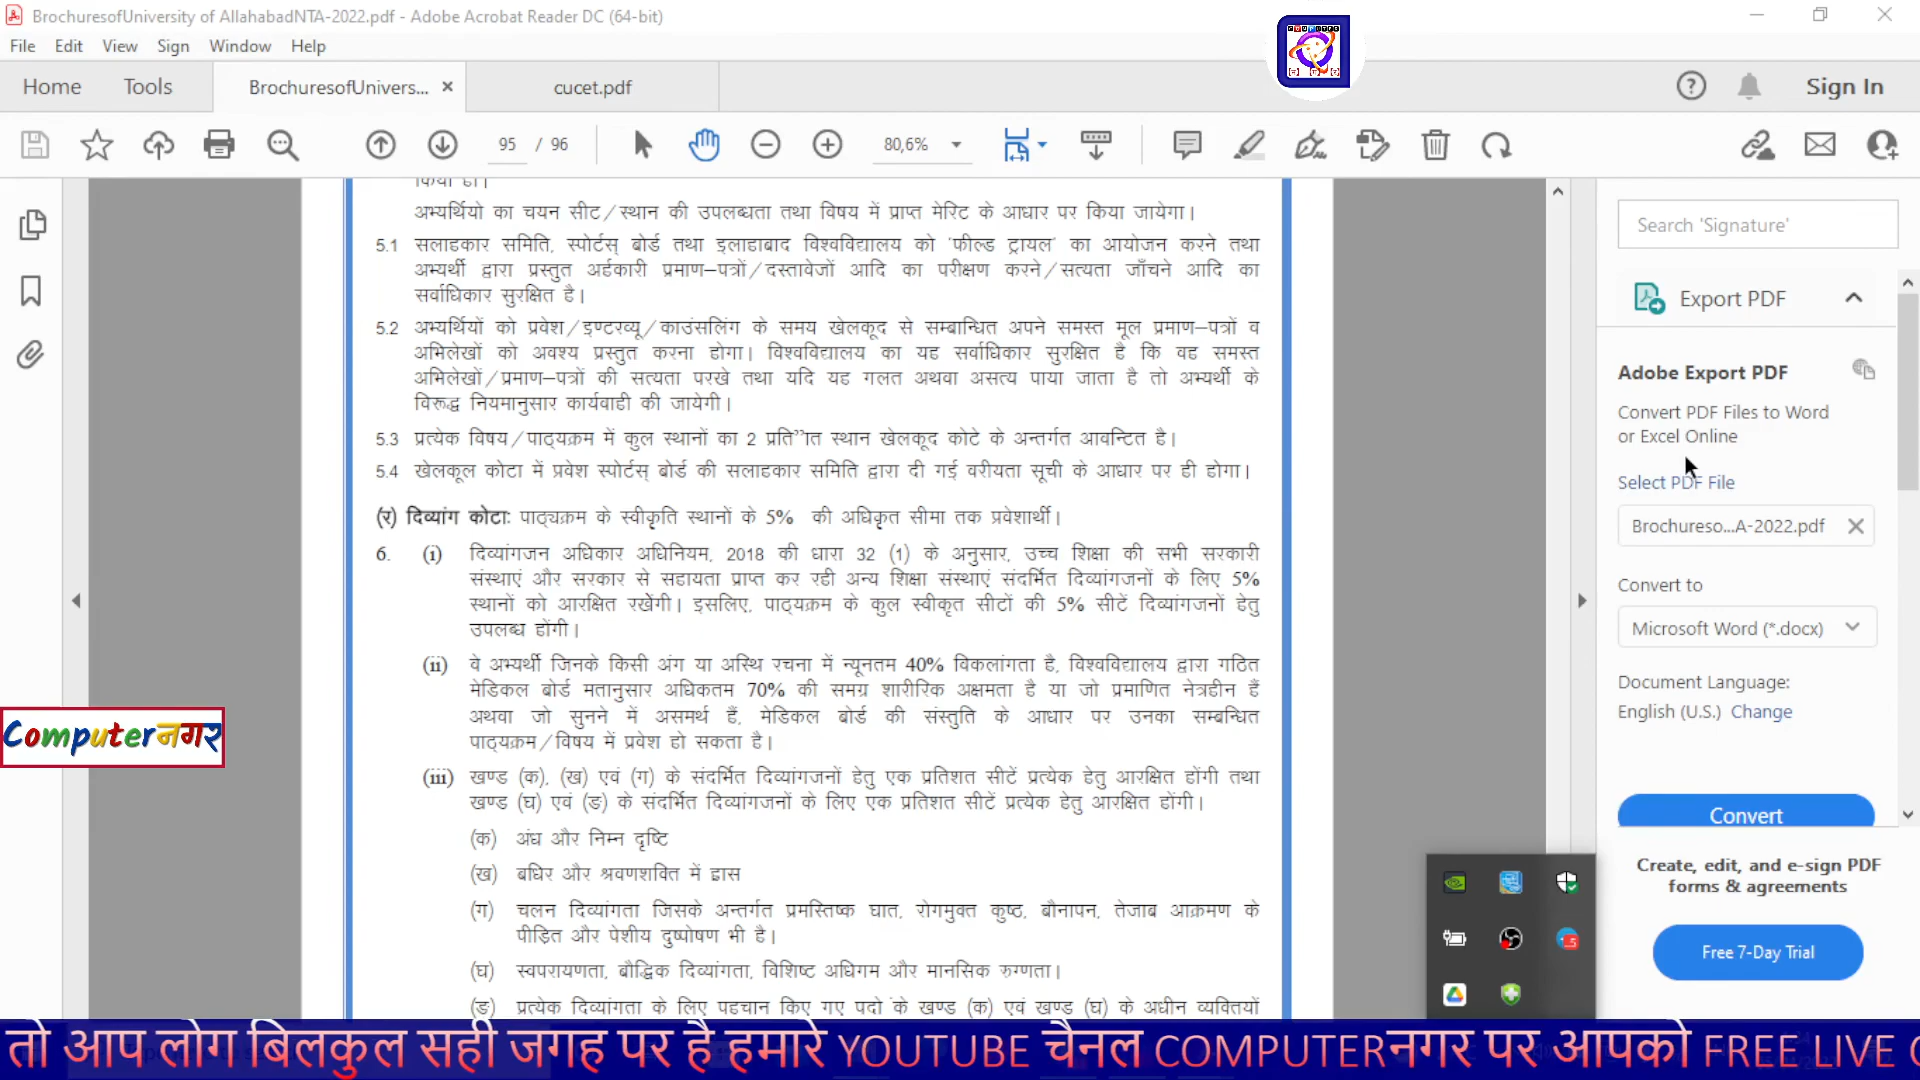 BrochuresofUniversity of AllahabadNTA-2022.pdf - Adobe Acrobat Reader DC (64-bit)
File Edit View Sign Window Help
Home Tools BrochuresofUnivers... × cucet.pdf Sign In
95 / 96 80,6%
किया हो।
अभ्यर्थियो का चयन सीट/स्थान की उपलब्धता तथा विषय में प्राप्त मेरिट के आधार पर किया जायेगा।
5.1 सलाहकार समिति, स्पोर्टस् बोर्ड तथा इलाहाबाद विश्वविद्यालय को 'फील्ड ट्रायल' का आयोजन करने तथा
अभ्यर्थी द्वारा प्रस्तुत अर्हकारी प्रमाण–पत्रों/दस्तावेजों आदि का परीक्षण करने/सत्यता जाँचने आदि का
सर्वाधिकार सुरक्षित है।
5.2 अभ्यर्थियों को प्रवेश/इण्टरव्यू/काउंसलिंग के समय खेलकूद से सम्बान्धित अपने समस्त मूल प्रमाण–पत्रों व
अभिलेखों को अवश्य प्रस्तुत करना होगा। विश्वविद्यालय का यह सर्वाधिकार सुरक्षित है कि वह समस्त
अभिलेखों/प्रमाण–पत्रों की सत्यता परखे तथा यदि यह गलत अथवा असत्य पाया जाता है तो अभ्यर्थी के
विरूद्ध नियमानुसार कार्यवाही की जायेगी।
5.3 प्रत्येक विषय/पाठ्यक्रम में कुल स्थानों का 2 प्रति”ात स्थान खेलकूद कोटे के अन्तर्गत आवन्टित है।
5.4 खेलकूल कोटा में प्रवेश स्पोर्टस् बोर्ड की सलाहकार समिति द्वारा दी गई वरीयता सूची के आधार पर ही होगा।
(र) दिव्यांग कोटाः पाठ्यक्रम के स्वीकृति स्थानों के 5% की अधिकृत सीमा तक प्रवेशार्थी।
6. (i) दिव्यांगजन अधिकार अधिनियम, 2018 की धारा 32 (1) के अनुसार, उच्च शिक्षा की सभी सरकारी
संस्थाएं और सरकार से सहायता प्राप्त कर रही अन्य शिक्षा संस्थाएं संदर्भित दिव्यांगजनों के लिए 5%
स्थानों को आरक्षित रखेंगी। इसलिए, पाठ्यक्रम के कुल स्वीकृत सीटों की 5% सीटें दिव्यांगजनों हेतु
उपलब्ध होंगी।
(ii) वे अभ्यर्थी जिनके किसी अंग या अस्थि रचना में न्यूनतम 40% विकलांगता है, विश्वविद्यालय द्वारा गठित
मेडिकल बोर्ड मतानुसार अधिकतम 70% की समग्र शारीरिक अक्षमता है या जो प्रमाणित नेत्रहीन हैं
अथवा जो सुनने में असमर्थ हैं, मेडिकल बोर्ड की संस्तुति के आधार पर उनका सम्बन्धित
पाठ्यक्रम/विषय में प्रवेश हो सकता है।
(iii) खण्ड (क), (ख) एवं (ग) के संदर्भित दिव्यांगजनों हेतु एक प्रतिशत सीटें प्रत्येक हेतु आरक्षित होंगी तथा
खण्ड (घ) एवं (ङ) के संदर्भित दिव्यांगजनों के लिए एक प्रतिशत सीटें प्रत्येक हेतु आरक्षित होंगी।
(क) अंध और निम्न दृष्टि
(ख) बधिर और श्रवणशक्ति में ह्रास
(ग) चलन दिव्यांगता जिसके अन्तर्गत प्रमस्तिष्क घात, रोगमुक्त कुष्ठ, बौनापन, तेजाब आक्रमण के
पीड़ित और पेशीय दुष्पोषण भी है।
(घ) स्वपरायणता, बौद्धिक दिव्यांगता, विशिष्ट अधिगम और मानसिक रुग्णता।
(ङ) प्रत्येक दिव्यांगता के लिए पहचान किए गए पदो के खण्ड (क) एवं खण्ड (घ) के अधीन व्यक्तियों
Search 'Signature'
Export PDF
Adobe Export PDF
Convert PDF Files to Word
or Excel Online
Select PDF File
Brochureso...A-2022.pdf
Convert to
Microsoft Word (*.docx)
Document Language:
English (U.S.) Change
Convert
Create, edit, and e-sign PDF
forms & agreements
Free 7-Day Trial
Computerनगर
तो आप लोग बिलकुल सही जगह पर है हमारे YOUTUBE चैनल COMPUTERनगर पर आपको FREE LIVE